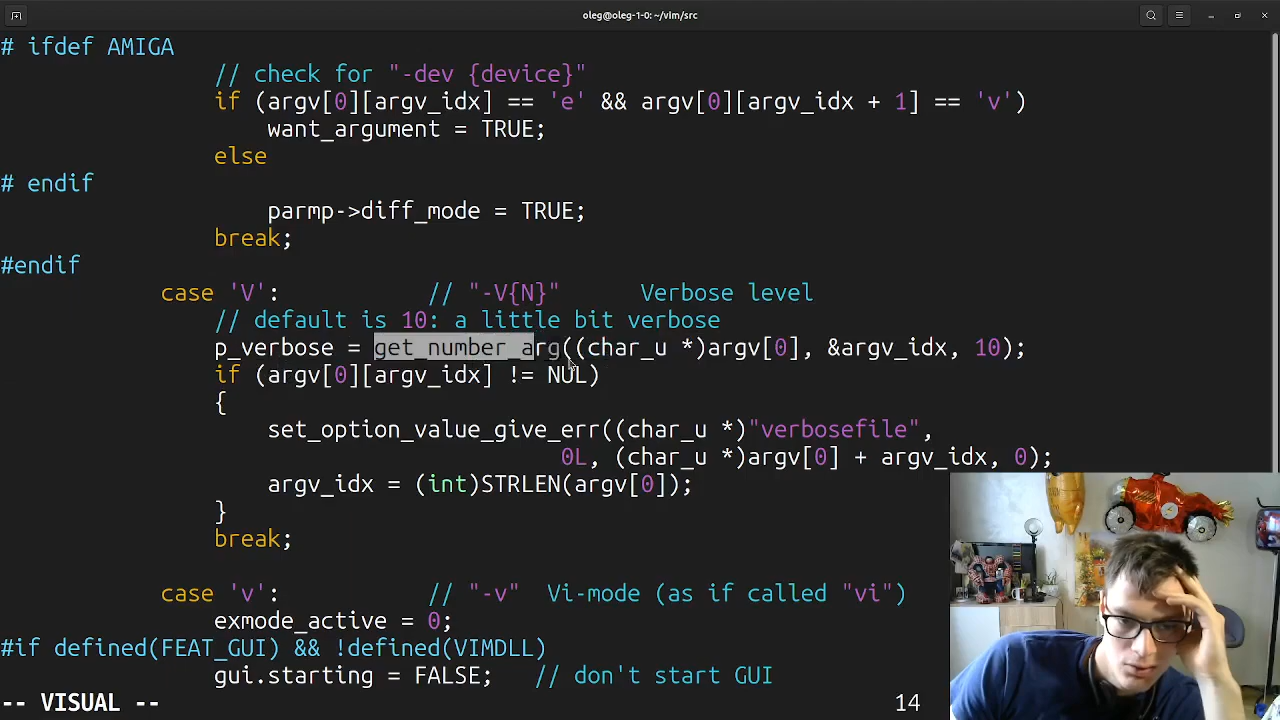 oleg@oleg-1-0: ~/vim/src
# ifdef AMIGA
// check for "-dev {device}"
if (argv[0][argv_idx] == 'e' && argv[0][argv_idx + 1] == 'v')
want_argument = TRUE;
else
# endif
parmp->diff_mode = TRUE;
break;
#endif
case 'V': // "-V{N}" Verbose level
// default is 10: a little bit verbose
p_verbose = get_number_arg((char_u *)argv[0], &argv_idx, 10);
if (argv[0][argv_idx] != NUL)
{
set_option_value_give_err((char_u *)"verbosefile",
0L, (char_u *)argv[0] + argv_idx, 0);
argv_idx = (int)STRLEN(argv[0]);
}
break;
case 'v': // "-v" Vi-mode (as if called "vi")
exmode_active = 0;
#if defined(FEAT_GUI) && !defined(VIMDLL)
gui.starting = FALSE; // don't start GUI
-- VISUAL -- 14